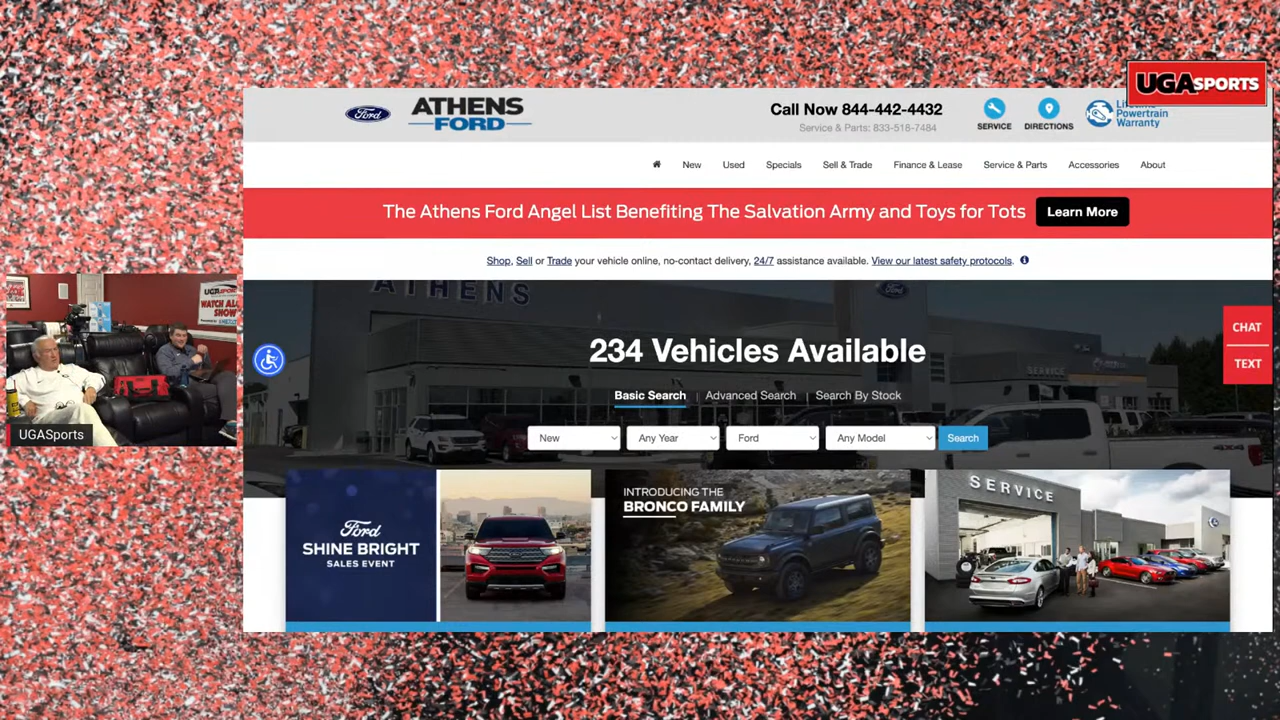 UGASPORTS
Ford
ATHENS
FORD
Call Now 844-442-4432
Service & Parts: 833-518-7484
SERVICE
DIRECTIONS
Lifetime
Powertrain
Warranty
New
Used
Specials
Sell & Trade
Finance & Lease
Service & Parts
Accessories
About
The Athens Ford Angel List Benefiting The Salvation Army and Toys for Tots
Learn More
Shop, Sell or Trade your vehicle online, no-contact delivery, 24/7 assistance available. View our latest safety protocols.
ATHENS
SERVICE
234 Vehicles Available
CHAT
TEXT
Basic Search | Advanced Search | Search By Stock
New
Any Year
Ford
Any Model
Search
WATCH ALO
SHOW
UGASports
Ford
SHINE BRIGHT
SALES EVENT
INTRODUCING THE
BRONCO FAMILY
SERVICE